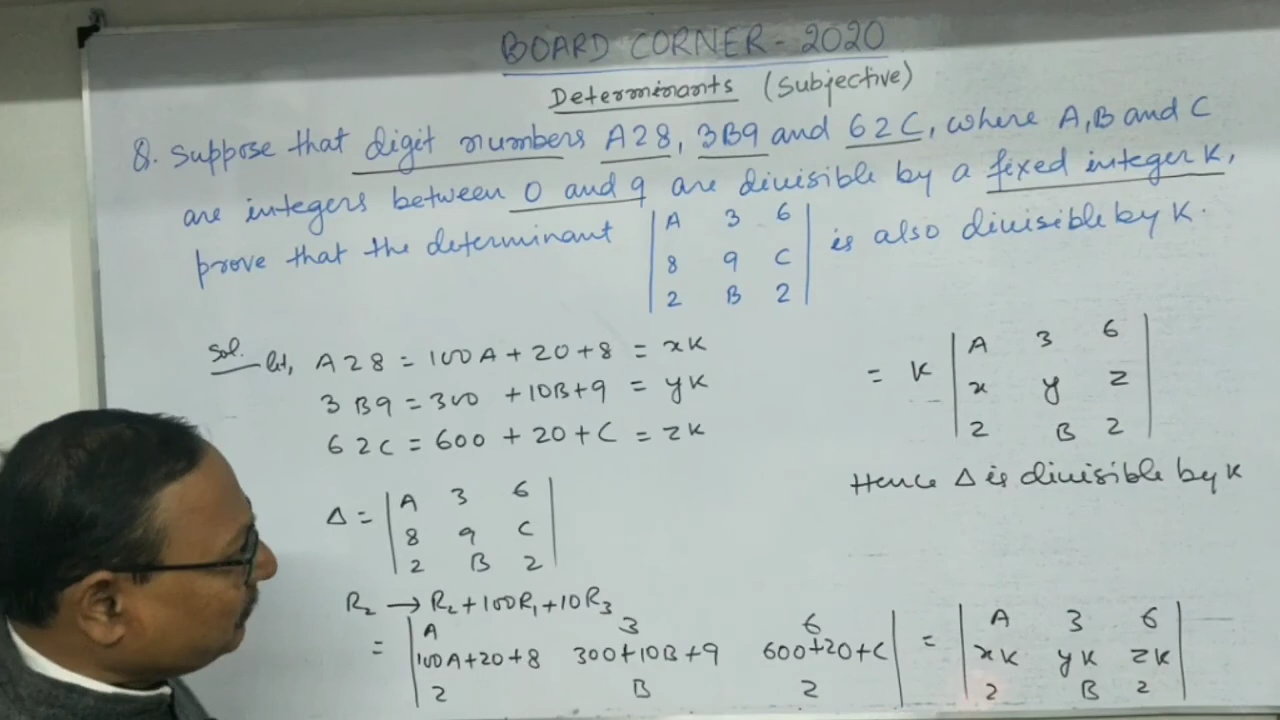 BOARD CORNER - 2020
Determinants (Subjective)
Q. Suppose that digit numbers A28, 3B9 and 62C, where A, B and C
are integers between 0 and 9 are divisible by a fixed integer K,
prove that the determinant | A 3 6 | is also divisible by K.
| 8 9 C |
| 2 B 2 |
Sol. let, A28 = 100A + 20 + 8 = xK
3B9 = 300 + 10B + 9 = yK
62C = 600 + 20 + C = zK
Δ = | A 3 6 |
| 8 9 C |
| 2 B 2 |
R₂ → R₂ + 100R₁ + 10R₃
= | A 3 6 |
| 100A+20+8 300+10B+9 600+20+C |
| 2 B 2 |
= | A 3 6 |
| xK yK zK |
| 2 B 2 |
= K | A 3 6 |
| x y z |
| 2 B 2 |
Hence Δ is divisible by K